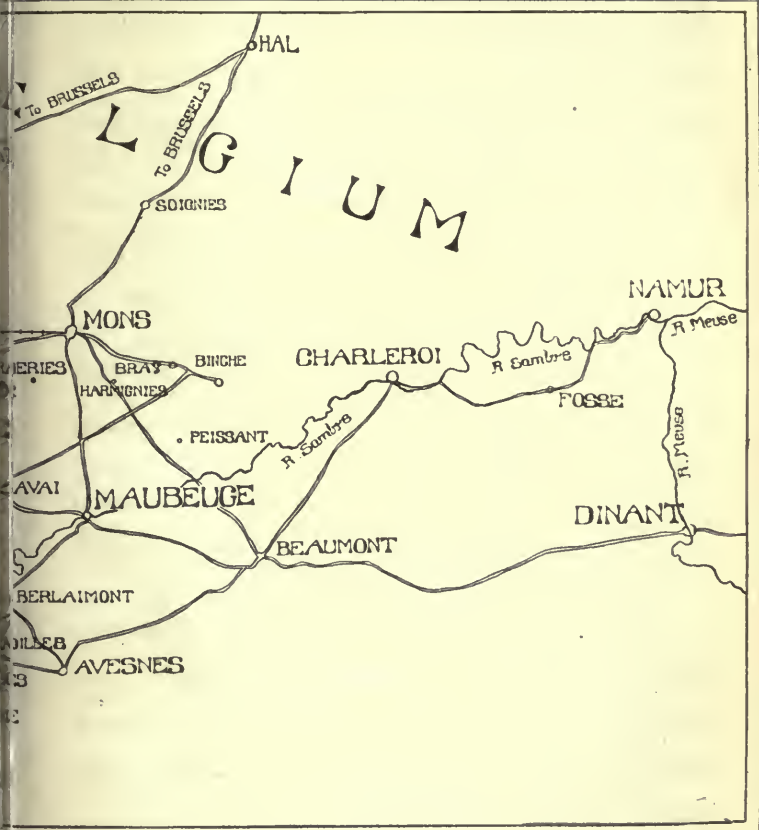 HAL
To BRUSSELS
To BRUSSELS
L G I U M
SOIGNIES
NAMUR
R Meuse
MONS
CHARLEROI
R Sambre
BRAY
BINCHE
HARMIGNIES
FOSSE
PEISSANT
R. Sambre
R. Meuse
AVAI
MAUBEUGE
DINANT
BEAUMONT
BERLAIMONT
AVESNES